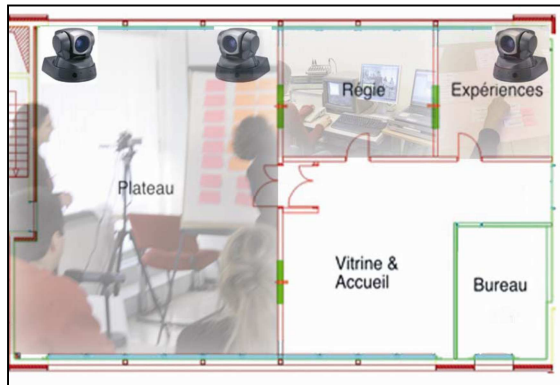 Régie
Expériences
Plateau
Vitrine &
Accueil
Bureau